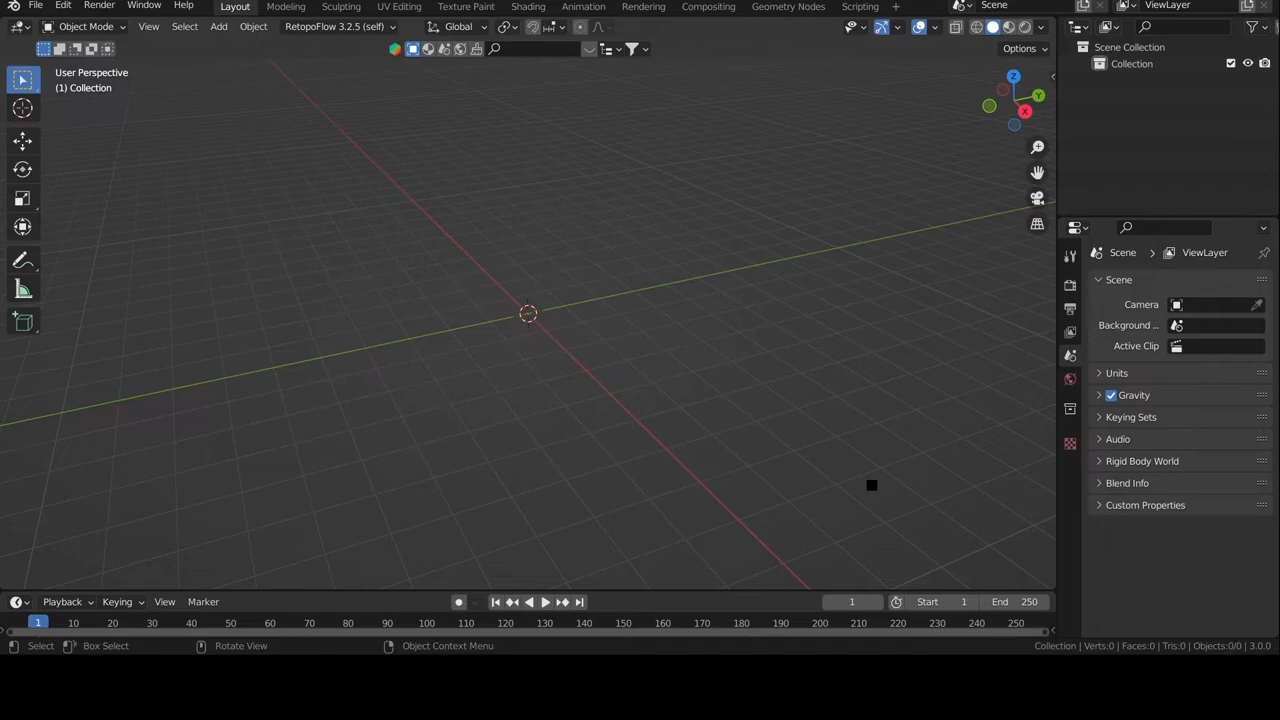 File Edit Render Window Help Layout Modeling Sculpting UV Editing Texture Paint Shading Animation Rendering Compositing Geometry Nodes Scripting + Scene ViewLayer
Object Mode View Select Add Object RetopoFlow 3.2.5 (self) Global
Options
User Perspective
(1) Collection
Z
Y
X
Scene Collection
Collection
Scene > ViewLayer
Scene
Camera
Background ...
Active Clip
Units
Gravity
Keying Sets
Audio
Rigid Body World
Blend Info
Custom Properties
Playback Keying View Marker 1 Start 1 End 250
1 10 20 30 40 50 60 70 80 90 100 110 120 130 140 150 160 170 180 190 200 210 220 230 240 250
Select Box Select Rotate View Object Context Menu Collection | Verts:0 | Faces:0 | Tris:0 | Objects:0/0 | 3.0.0